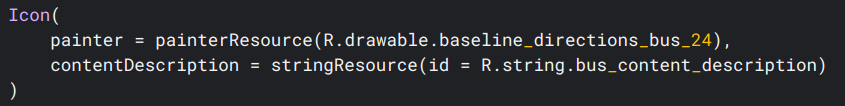 Icon(
    painter = painterResource(R.drawable.baseline_directions_bus_24),
    contentDescription = stringResource(id = R.string.bus_content_description)
)